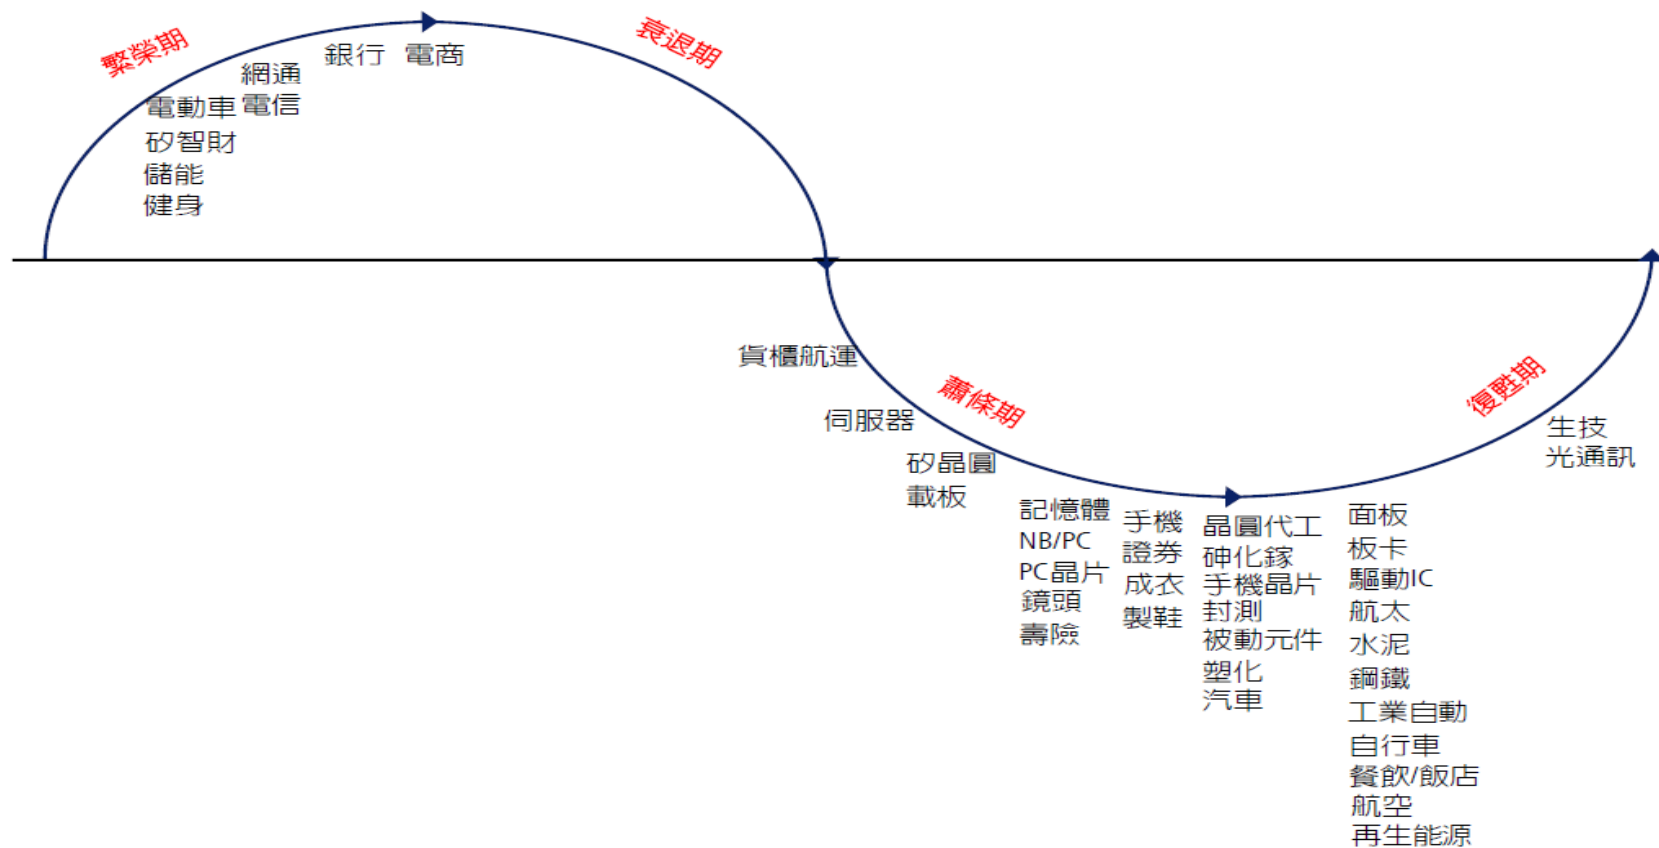 繁榮期
衰退期
銀行 電商
網通
電信
電動車
矽智財
儲能
健身
貨櫃航運
蕭條期
復甦期
伺服器
矽晶圓
載板
記憶體
NB/PC
PC晶片
鏡頭
壽險
手機
證券
成衣
製鞋
晶圓代工
砷化鎵
手機晶片
封測
被動元件
塑化
汽車
面板
板卡
驅動IC
航太
水泥
鋼鐵
工業自動
自行車
餐飲/飯店
航空
再生能源
生技
光通訊